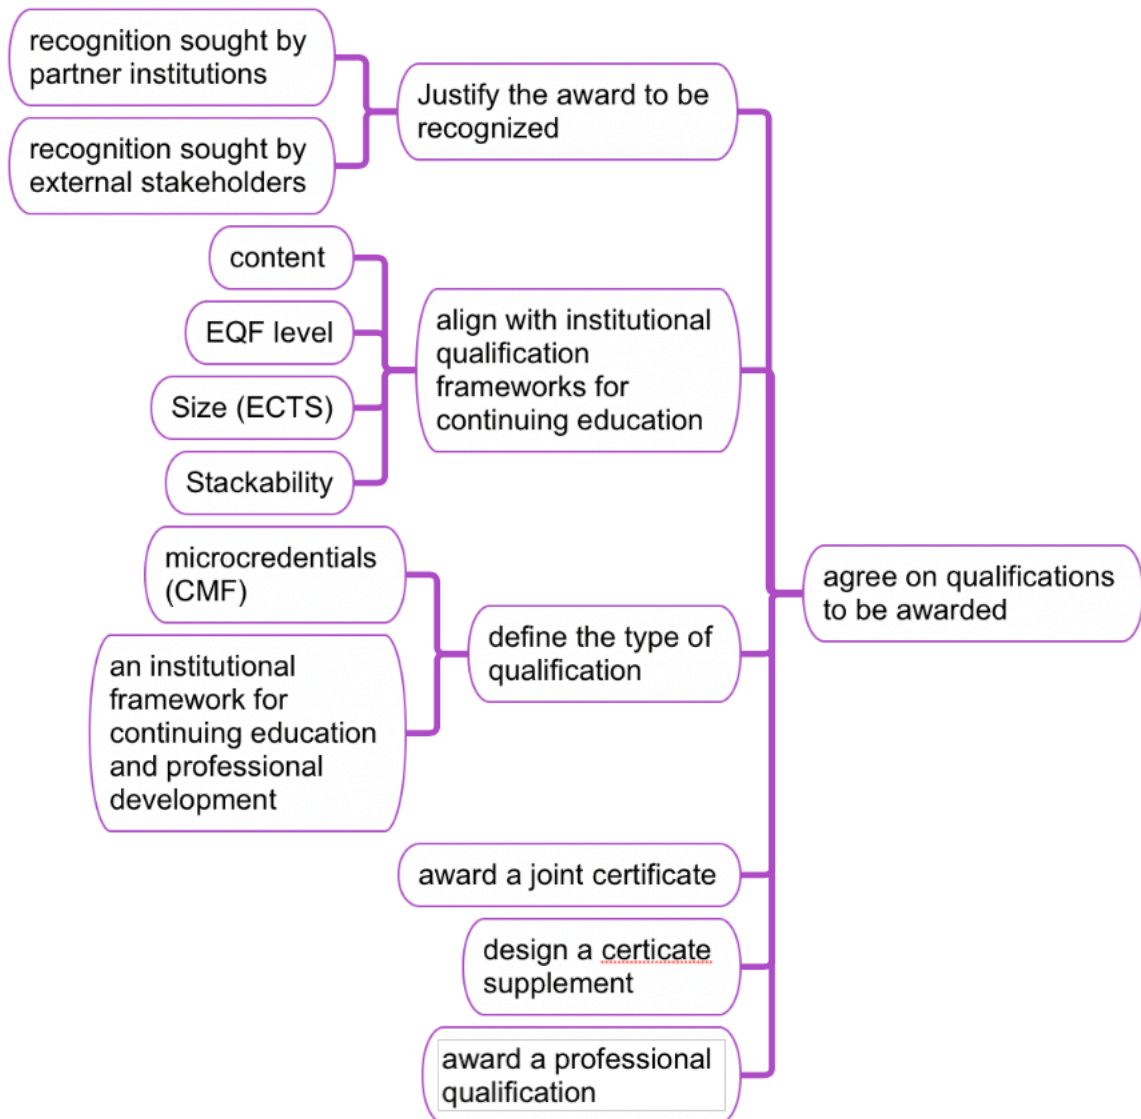 recognition sought by
partner institutions
recognition sought by
external stakeholders
Justify the award to be
recognized
content
EQF level
Size (ECTS)
Stackability
align with institutional
qualification
frameworks for
continuing education
microcredentials
(CMF)
an institutional
framework for
continuing education
and professional
development
define the type of
qualification
award a joint certificate
design a certicate
supplement
award a professional
qualification
agree on qualifications
to be awarded